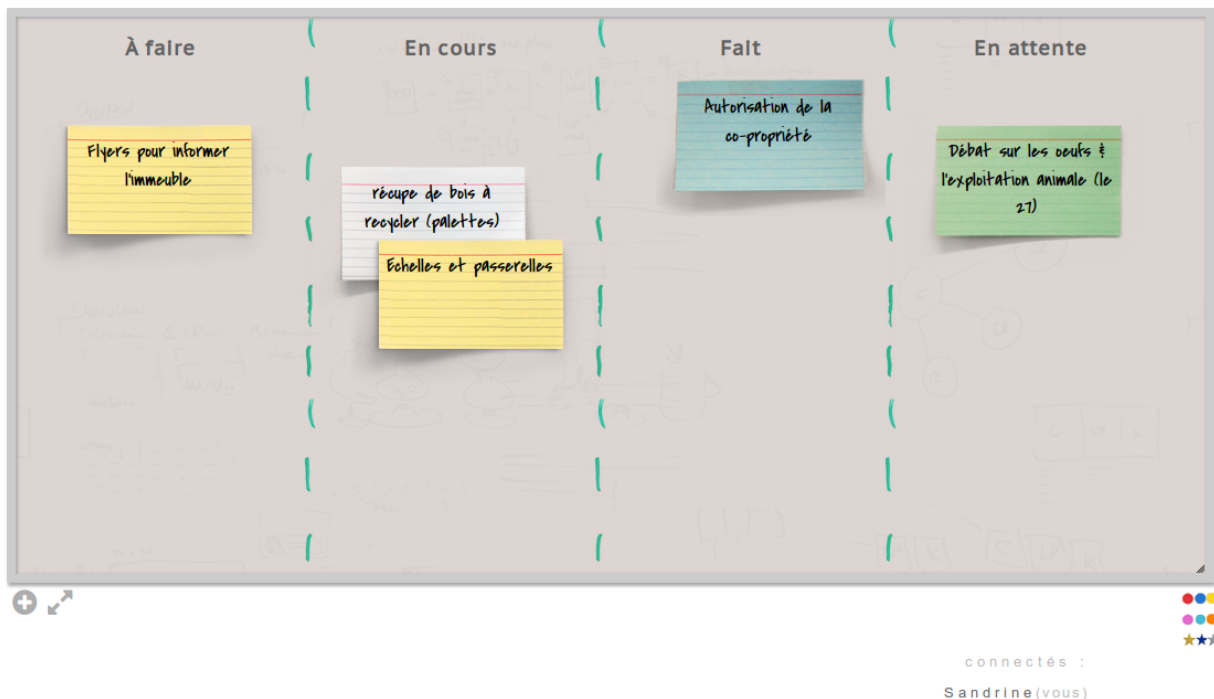 À faire
En cours
Fait
En attente
Flyers pour informer
l'immeuble
récupe de bois à
recycler (palettes)
Echelles et passerelles
Autorisation de la
co-propriété
Débat sur les oeufs &
l'exploitation animale (le
27)
connectés :
Sandrine(vous)